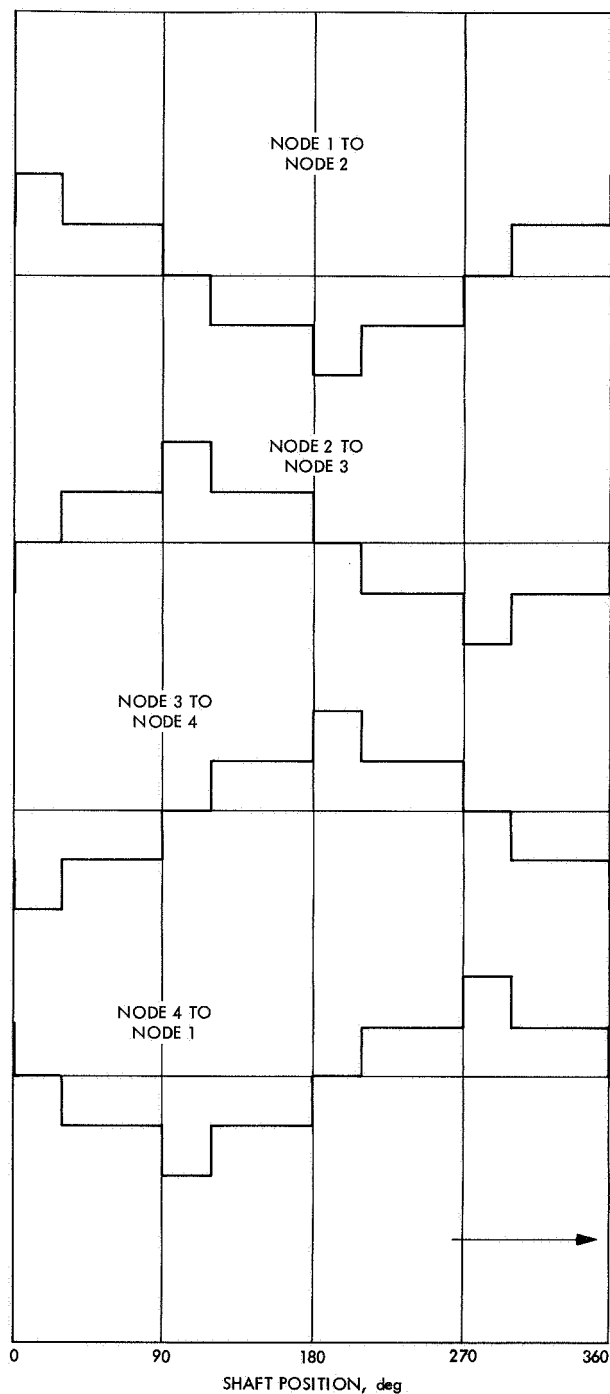 NODE 1 TO
NODE 2
NODE 2 TO
NODE 3
NODE 3 TO
NODE 4
NODE 4 TO
NODE 1
0 90 180 270 360
SHAFT POSITION, deg